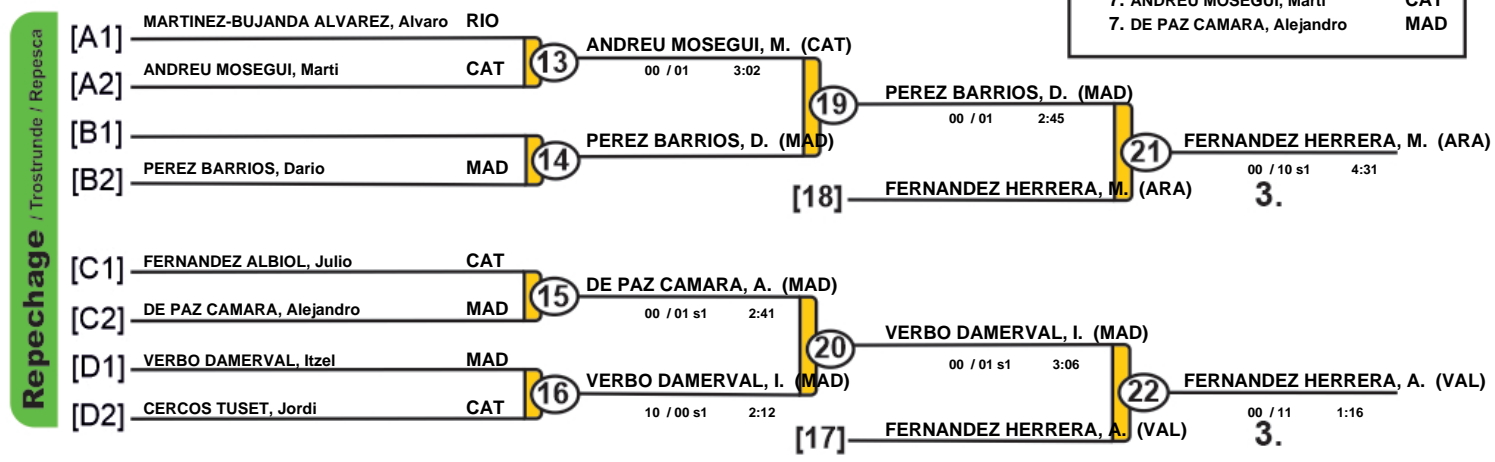 7. ANDREU MOSEGUI, Marti CAT
7. DE PAZ CAMARA, Alejandro MAD
Repechage / Trostrunde / Repesca
[A1] MARTINEZ-BUJANDA ALVAREZ, Alvaro RIO
[A2] ANDREU MOSEGUI, Marti CAT
13
ANDREU MOSEGUI, M. (CAT)
00 / 01 3:02
[B1]
[B2] PEREZ BARRIOS, Dario MAD
14
PEREZ BARRIOS, D. (MAD)
19
PEREZ BARRIOS, D. (MAD)
00 / 01 2:45
[18] FERNANDEZ HERRERA, M. (ARA)
21
FERNANDEZ HERRERA, M. (ARA)
00 / 10 s1 4:31
3.
[C1] FERNANDEZ ALBIOL, Julio CAT
[C2] DE PAZ CAMARA, Alejandro MAD
15
DE PAZ CAMARA, A. (MAD)
00 / 01 s1 2:41
[D1] VERBO DAMERVAL, Itzel MAD
[D2] CERCOS TUSET, Jordi CAT
16
VERBO DAMERVAL, I. (MAD)
10 / 00 s1 2:12
20
VERBO DAMERVAL, I. (MAD)
00 / 01 s1 3:06
[17] FERNANDEZ HERRERA, A. (VAL)
22
FERNANDEZ HERRERA, A. (VAL)
00 / 11 1:16
3.